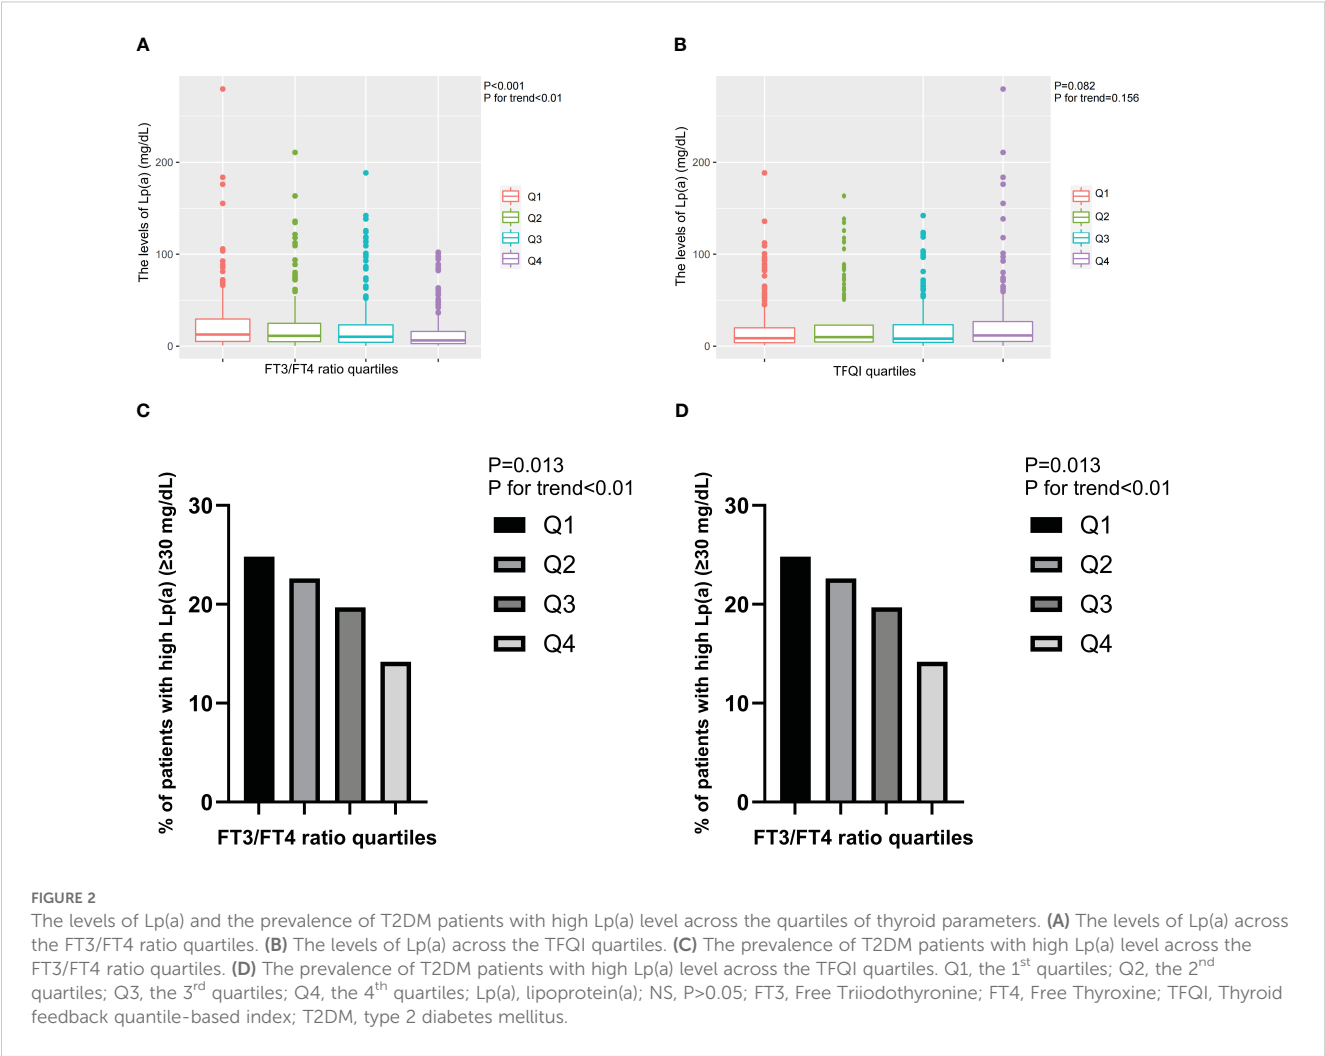 A
P<0.001
P for trend<0.01
The levels of Lp(a) (mg/dL)
200
100
0
FT3/FT4 ratio quartiles
Q1
Q2
Q3
Q4
B
P=0.082
P for trend=0.156
The levels of Lp(a) (mg/dL)
200
100
0
TFQI quartiles
Q1
Q2
Q3
Q4
C
P=0.013
P for trend<0.01
% of patients with high Lp(a) (≥30 mg/dL)
30
20
10
0
FT3/FT4 ratio quartiles
Q1
Q2
Q3
Q4
D
P=0.013
P for trend<0.01
% of patients with high Lp(a) (≥30 mg/dL)
30
20
10
0
FT3/FT4 ratio quartiles
Q1
Q2
Q3
Q4
FIGURE 2
The levels of Lp(a) and the prevalence of T2DM patients with high Lp(a) level across the quartiles of thyroid parameters. (A) The levels of Lp(a) across
the FT3/FT4 ratio quartiles. (B) The levels of Lp(a) across the TFQI quartiles. (C) The prevalence of T2DM patients with high Lp(a) level across the
FT3/FT4 ratio quartiles. (D) The prevalence of T2DM patients with high Lp(a) level across the TFQI quartiles. Q1, the 1st quartiles; Q2, the 2nd
quartiles; Q3, the 3rd quartiles; Q4, the 4th quartiles; Lp(a), lipoprotein(a); NS, P>0.05; FT3, Free Triiodothyronine; FT4, Free Thyroxine; TFQI, Thyroid
feedback quantile-based index; T2DM, type 2 diabetes mellitus.